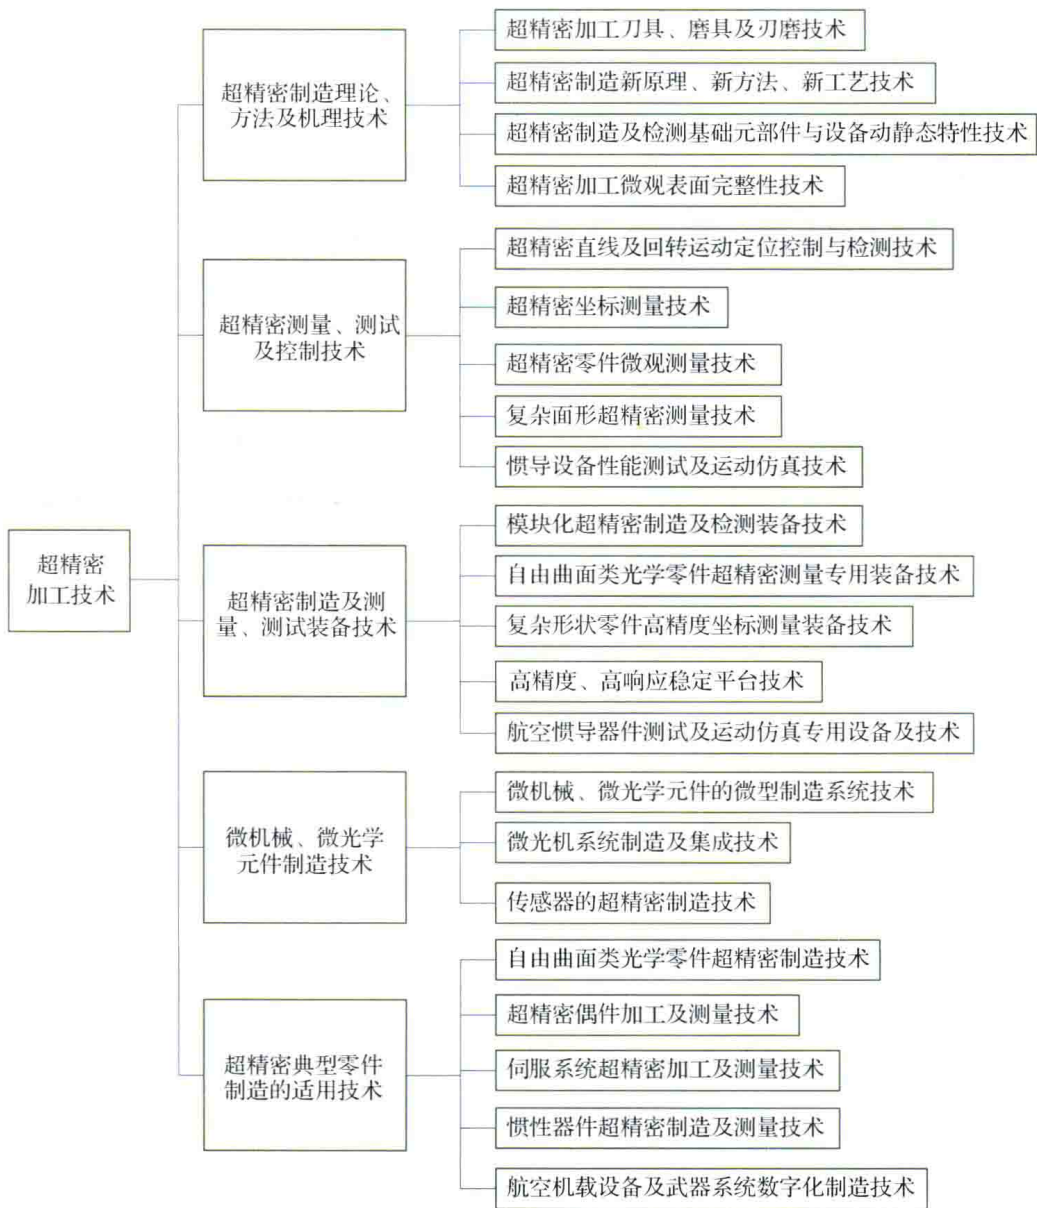 超精密
加工技术
超精密制造理论、
方法及机理技术
超精密加工刀具、磨具及刃磨技术
超精密制造新原理、新方法、新工艺技术
超精密制造及检测基础元部件与设备动静态特性技术
超精密加工微观表面完整性技术
超精密测量、测试
及控制技术
超精密直线及回转运动定位控制与检测技术
超精密坐标测量技术
超精密零件微观测量技术
复杂面形超精密测量技术
惯导设备性能测试及运动仿真技术
超精密制造及测
量、测试装备技术
模块化超精密制造及检测装备技术
自由曲面类光学零件超精密测量专用装备技术
复杂形状零件高精度坐标测量装备技术
高精度、高响应稳定平台技术
航空惯导器件测试及运动仿真专用设备及技术
微机械、微光学
元件制造技术
微机械、微光学元件的微型制造系统技术
微光机系统制造及集成技术
传感器的超精密制造技术
超精密典型零件
制造的适用技术
自由曲面类光学零件超精密制造技术
超精密偶件加工及测量技术
伺服系统超精密加工及测量技术
惯性器件超精密制造及测量技术
航空机载设备及武器系统数字化制造技术